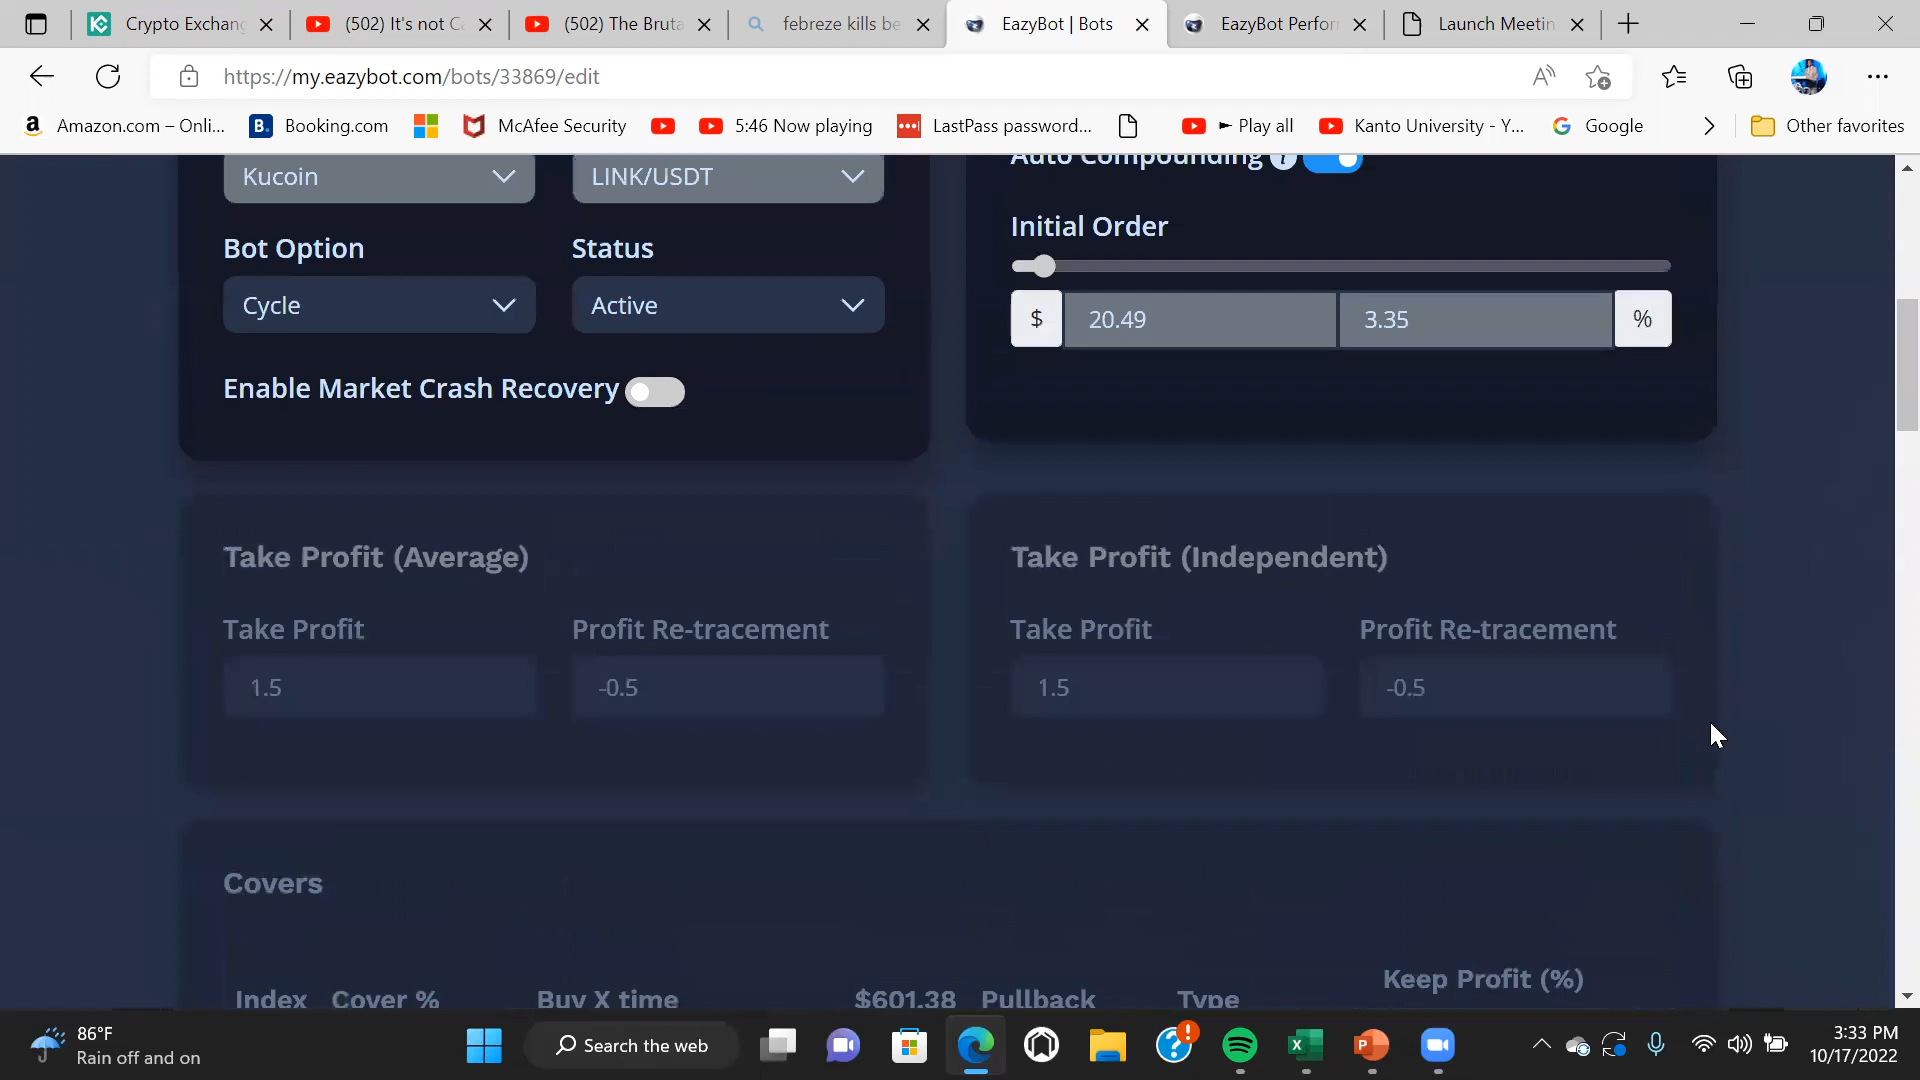 Crypto Exchang
(502) It's not Ca
(502) The Bruta
febreze kills be
EazyBot | Bots
EazyBot Perfor
Launch Meetin
https://my.eazybot.com/bots/33869/edit
Amazon.com – Onli...
Booking.com
McAfee Security
5:46 Now playing
LastPass password...
► Play all
Kanto University - Y...
Google
Other favorites
Kucoin
LINK/USDT
Auto Compounding
Bot Option
Status
Cycle
Active
Enable Market Crash Recovery
Initial Order
$ 20.49 3.35 %
Take Profit (Average)
Take Profit Profit Re-tracement
1.5 -0.5
Take Profit (Independent)
Take Profit Profit Re-tracement
1.5 -0.5
Covers
Keep Profit (%)
Index Cover % Buy X time $601.38 Pullback Type
86°F
Rain off and on
Search the web
3:33 PM
10/17/2022